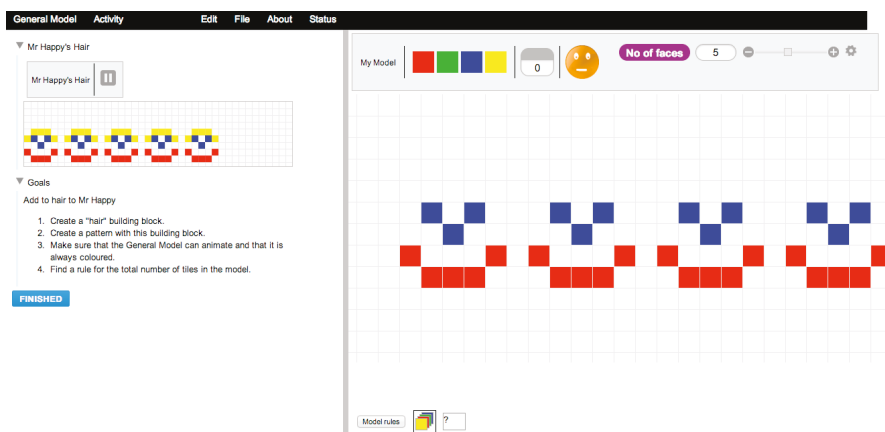 General Model Activity Edit File About Status
Mr Happy's Hair
Mr Happy's Hair
Goals
Add to hair to Mr Happy
1. Create a "hair" building block.
2. Create a pattern with this building block.
3. Make sure that the General Model can animate and that it is
always coloured.
4. Find a rule for the total number of tiles in the model.
FINISHED
My Model
0
No of faces 5
Model rules ?